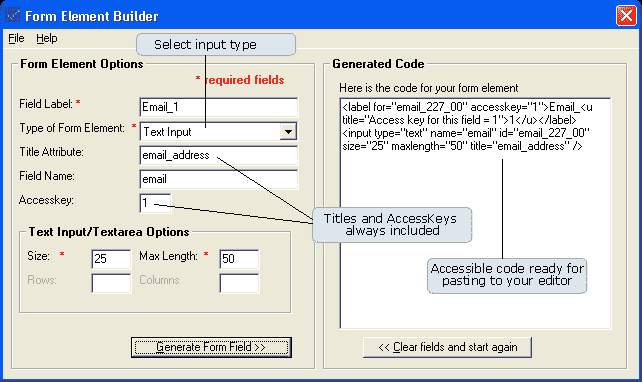 Form Element Builder
File Help
Select input type
Form Element Options
* required fields
Field Label: *
Email_1
Type of Form Element: *
Text Input
Title Attribute:
email_address
Field Name:
email
Accesskey:
1
Titles and AccessKeys
always included
Text Input/Textarea Options
Size: *
25
Max Length: *
50
Rows:
Columns
Generate Form Field >>
Generated Code
Here is the code for your form element
<label for="email_227_00" accesskey="1">Email_<u
title="Access key for this field = 1">1</u></label>
<input type="text" name="email" id="email_227_00"
size="25" maxlength="50" title="email_address" />
Accessible code ready for
pasting to your editor
<< Clear fields and start again